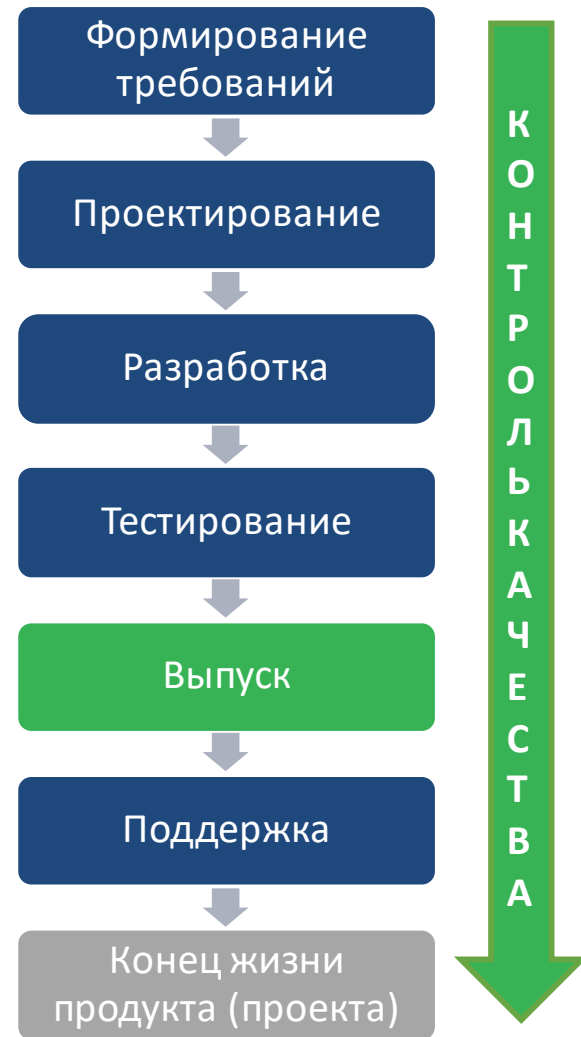 Формирование
требований
Проектирование
Разработка
Тестирование
Выпуск
Поддержка
Конец жизни
продукта (проекта)
К
О
Н
Т
Р
О
Л
Ь
К
А
Ч
Е
С
Т
В
А